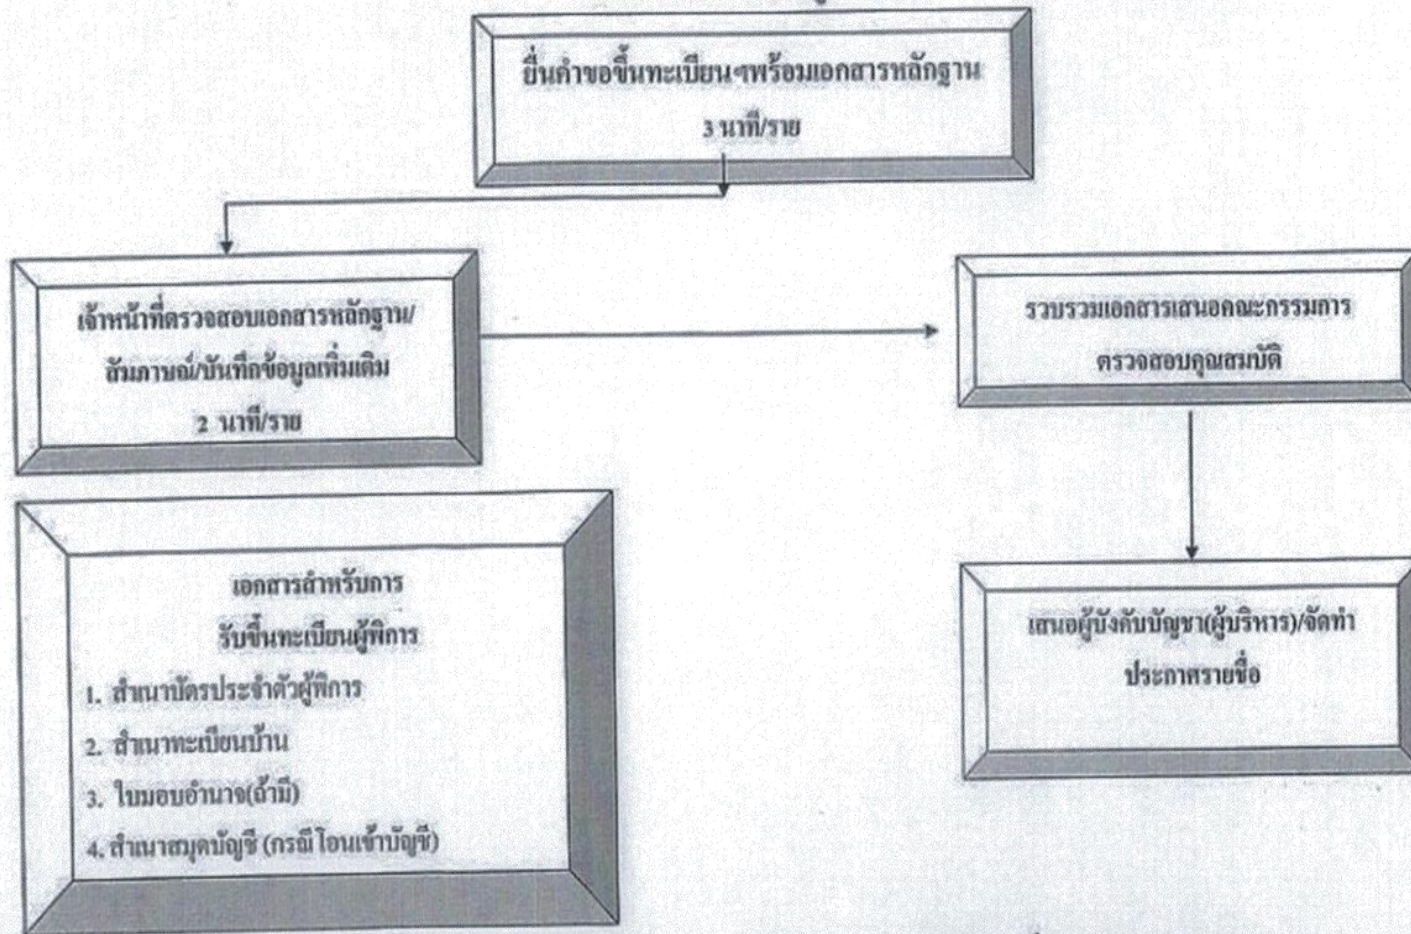 ยื่นคำขอขึ้นทะเบียนฯพร้อมเอกสารหลักฐาน
3 นาที/ราย
เจ้าหน้าที่ตรวจสอบเอกสารหลักฐาน/
สัมภาษณ์/บันทึกข้อมูลเพิ่มเติม
2 นาที/ราย
รวบรวมเอกสารเสนอคณะกรรมการ
ตรวจสอบคุณสมบัติ
เสนอผู้บังคับบัญชา(ผู้บริหาร)/จัดทำ
ประกาศรายชื่อ
เอกสารสำหรับการ
รับขึ้นทะเบียนผู้พิการ
1. สำเนาบัตรประจำตัวผู้พิการ
2. สำเนาทะเบียนบ้าน
3. ใบมอบอำนาจ(ถ้ามี)
4. สำเนาสมุดบัญชี (กรณีโอนเข้าบัญชี)